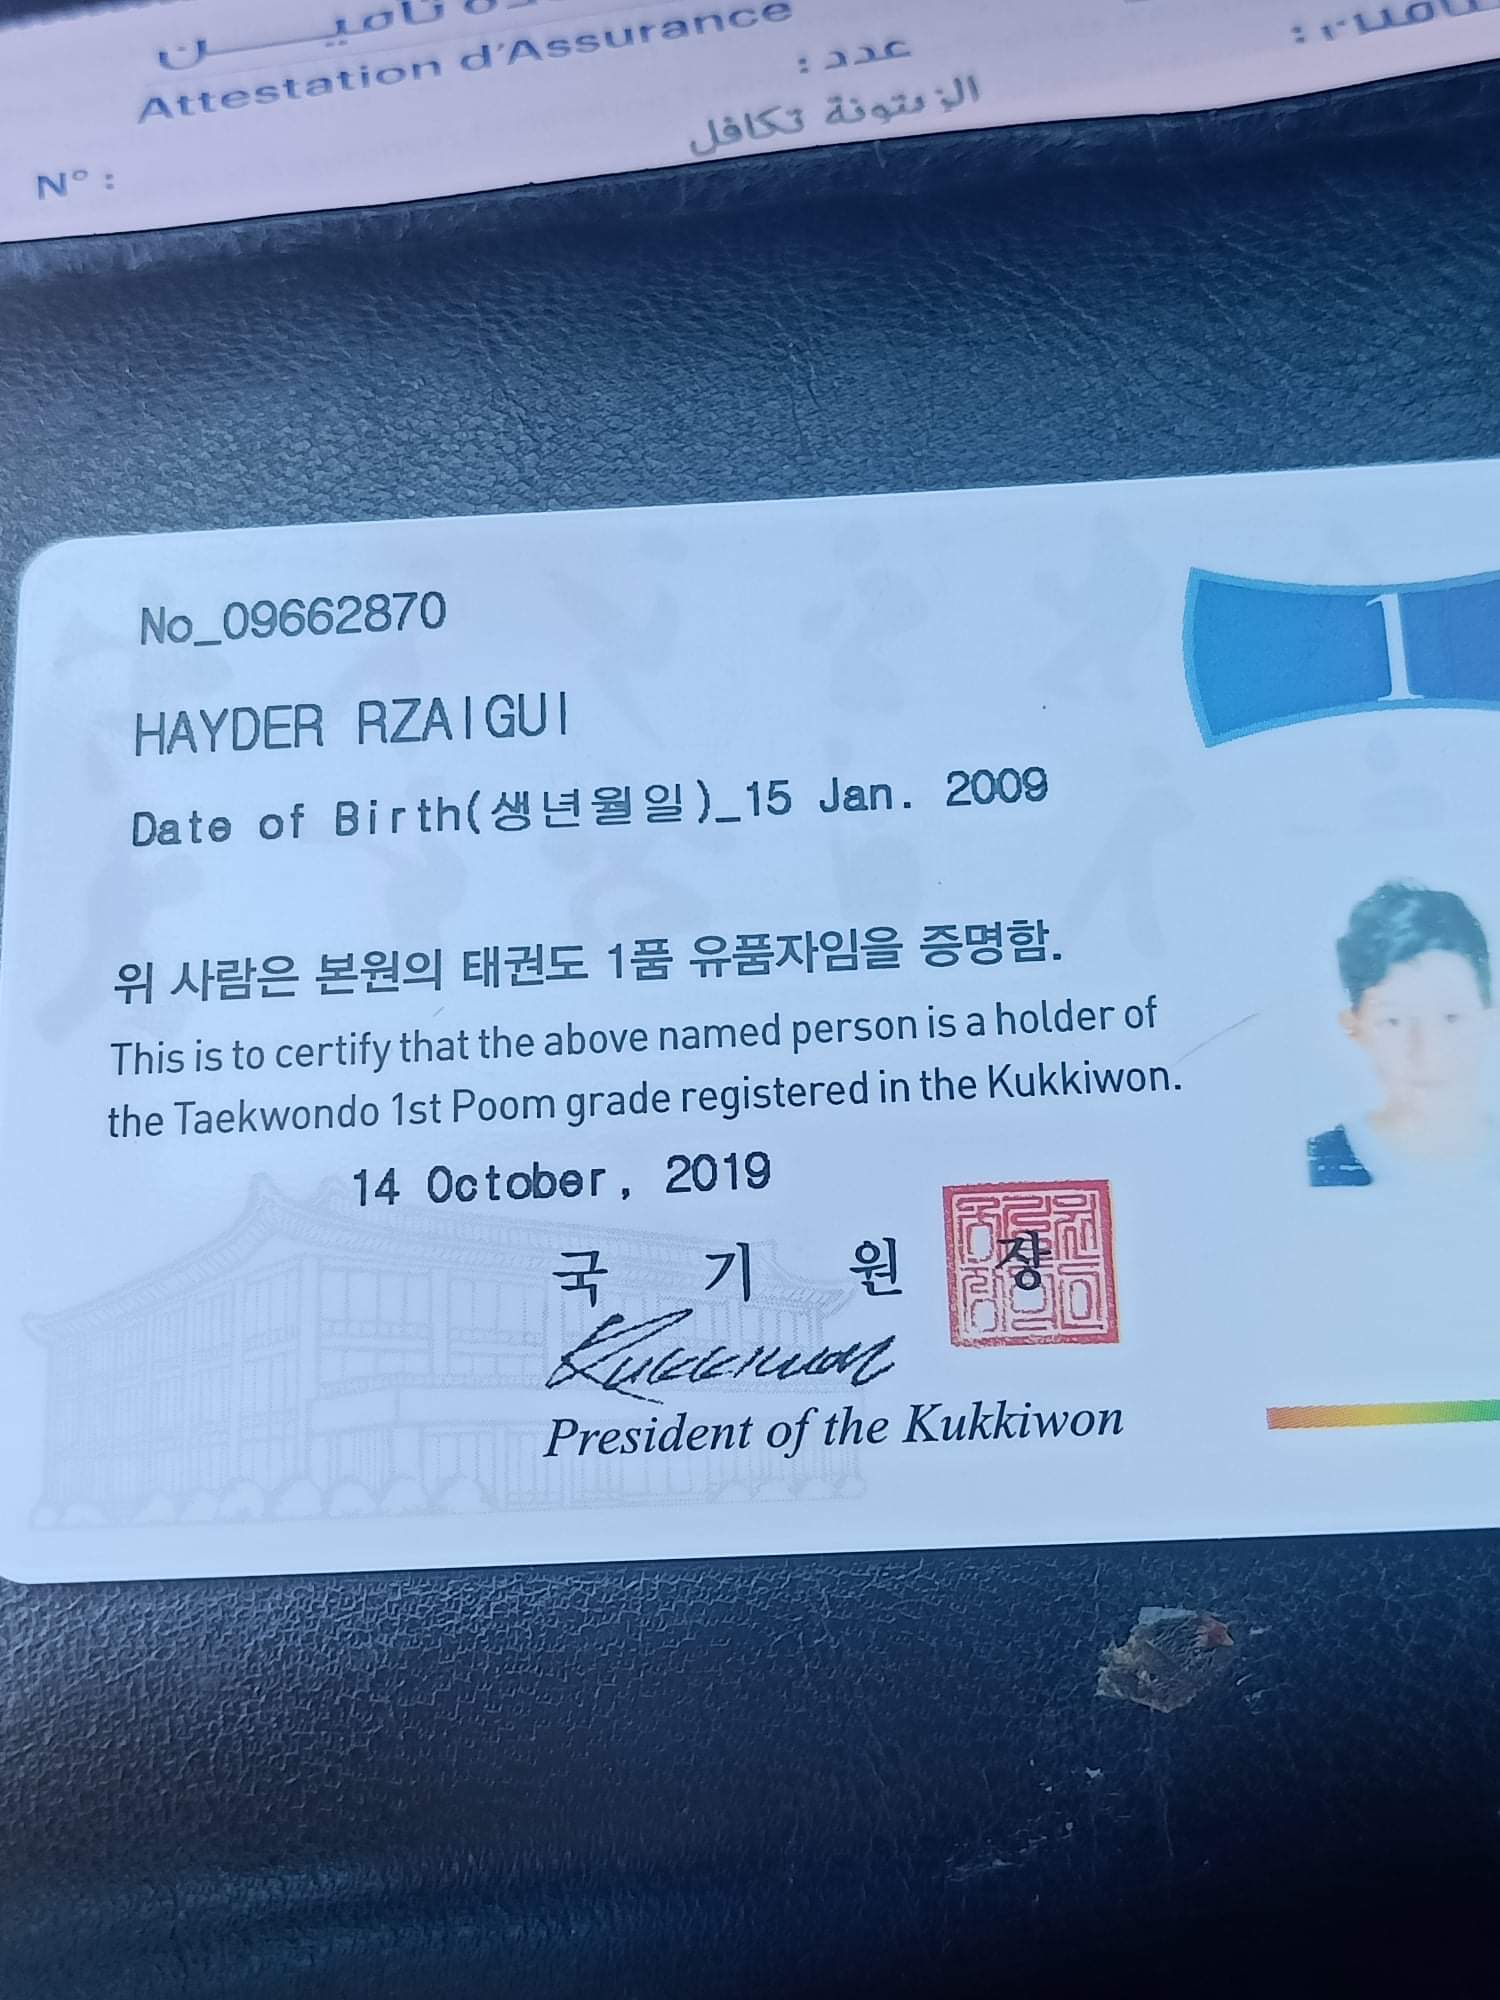 Attestation d'Assurance
عدد :
الزيتونة تكافل
N° :
No_09662870
1
HAYDER RZAIGUI
Date of Birth(생년월일)_15 Jan. 2009
위 사람은 본원의 태권도 1품 유품자임을 증명함.
This is to certify that the above named person is a holder of
the Taekwondo 1st Poom grade registered in the Kukkiwon.
14 October, 2019
국 기 원 장
Kukkiwon
President of the Kukkiwon